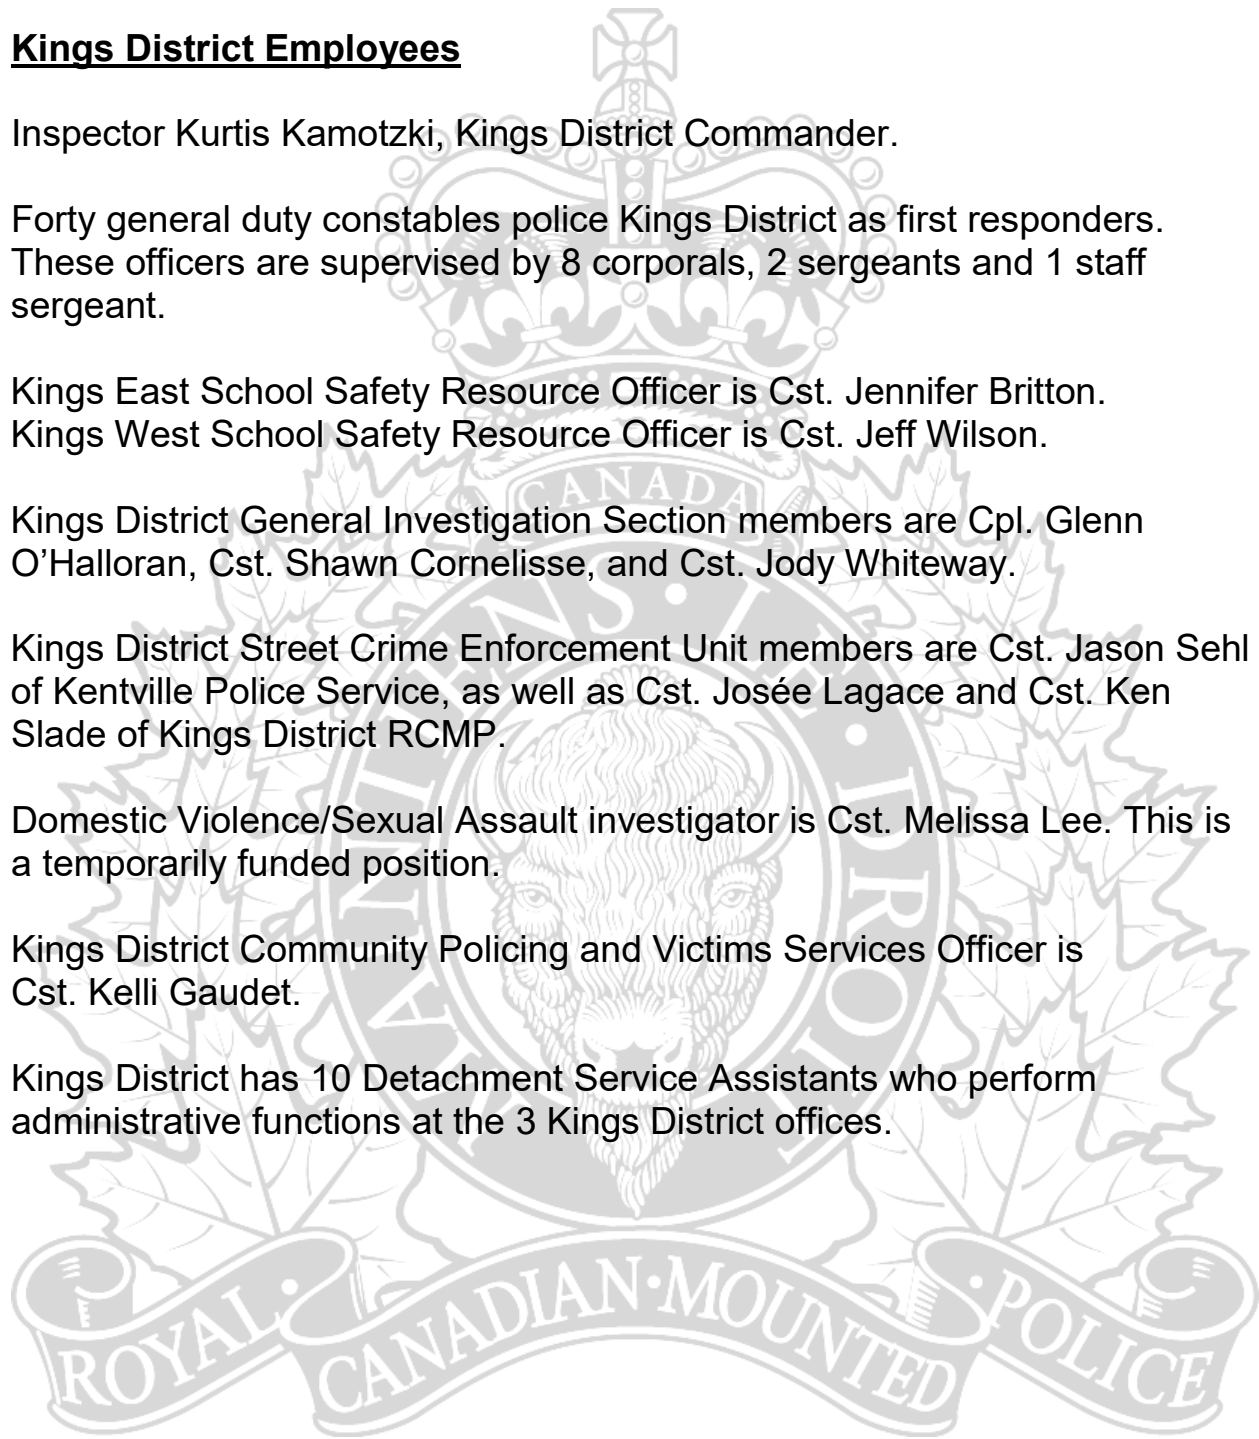 Kings District Employees
Inspector Kurtis Kamotzki, Kings District Commander.
Forty general duty constables police Kings District as first responders.
These officers are supervised by 8 corporals, 2 sergeants and 1 staff
sergeant.
Kings East School Safety Resource Officer is Cst. Jennifer Britton.
Kings West School Safety Resource Officer is Cst. Jeff Wilson.
CANADA
Kings District General Investigation Section members are Cpl. Glenn
O’Halloran, Cst. Shawn Cornelisse, and Cst. Jody Whiteway.
Kings District Street Crime Enforcement Unit members are Cst. Jason Sehl
of Kentville Police Service, as well as Cst. Josée Lagace and Cst. Ken
Slade of Kings District RCMP.
Domestic Violence/Sexual Assault investigator is Cst. Melissa Lee. This is
a temporarily funded position.
Kings District Community Policing and Victims Services Officer is
Cst. Kelli Gaudet.
Kings District has 10 Detachment Service Assistants who perform
administrative functions at the 3 Kings District offices.
MAINTIENS • LE • DROIT
ROYAL • CANADIAN • MOUNTED • POLICE